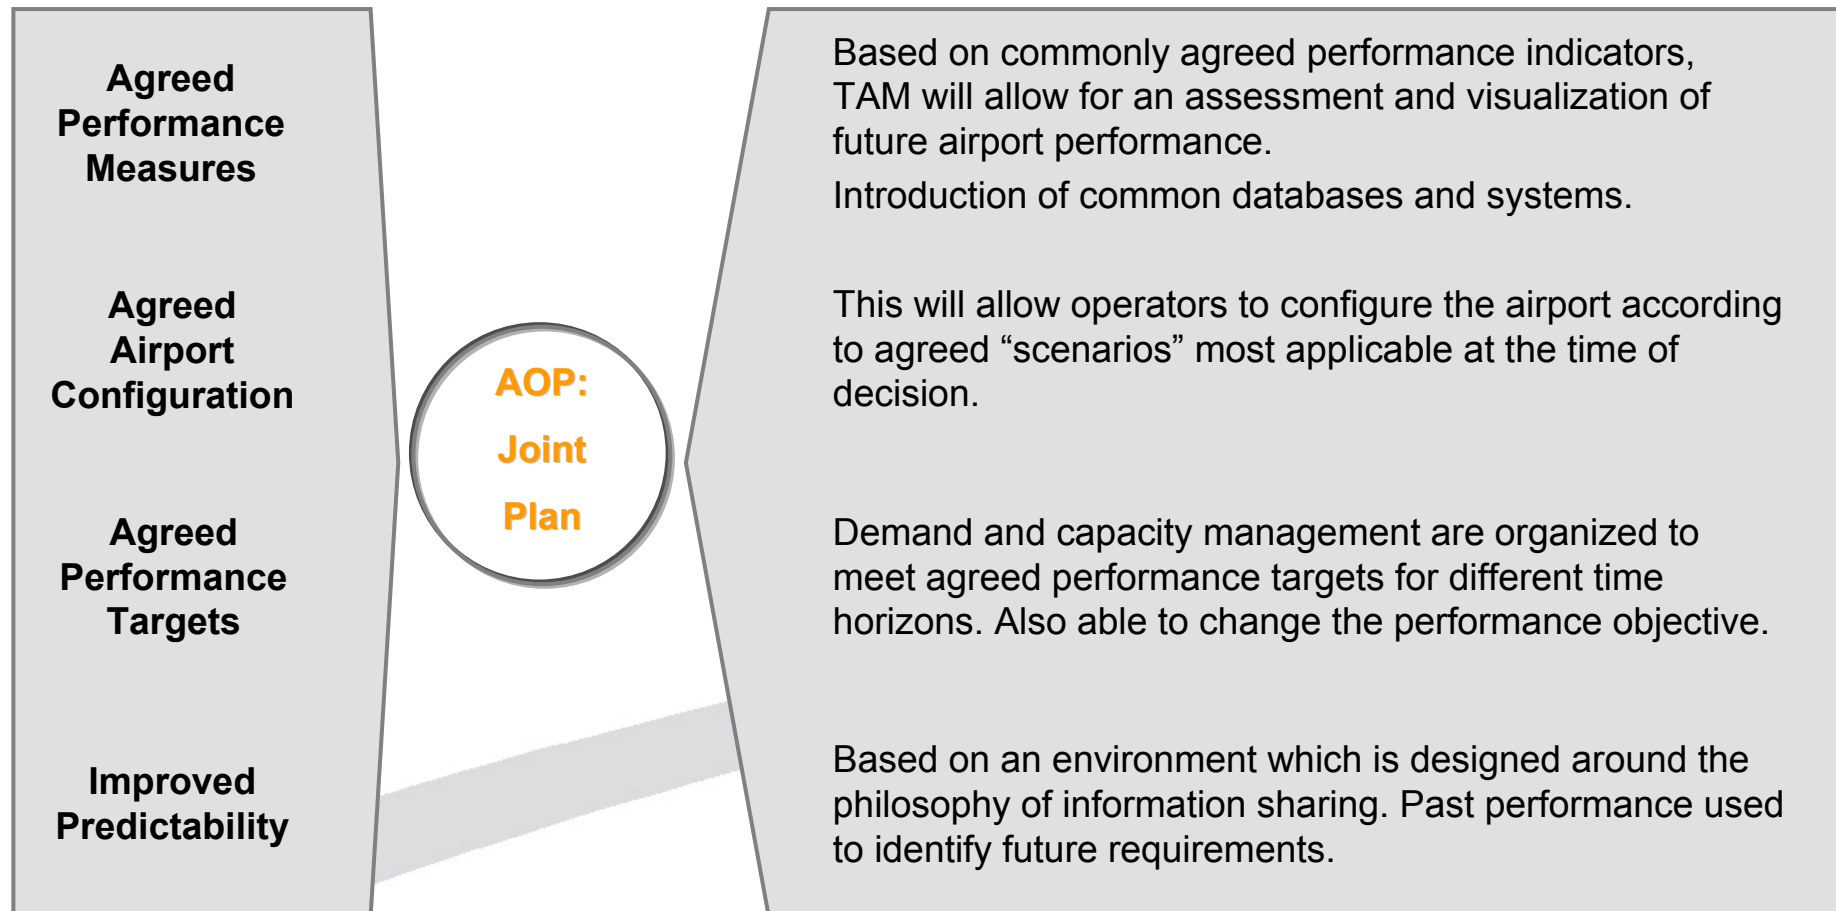 Agreed
Performance
Measures
Based on commonly agreed performance indicators,
TAM will allow for an assessment and visualization of
future airport performance.
Introduction of common databases and systems.
Agreed
Airport
Configuration
This will allow operators to configure the airport according
to agreed “scenarios” most applicable at the time of
decision.
AOP:
Joint
Plan
Agreed
Performance
Targets
Demand and capacity management are organized to
meet agreed performance targets for different time
horizons. Also able to change the performance objective.
Improved
Predictability
Based on an environment which is designed around the
philosophy of information sharing. Past performance used
to identify future requirements.